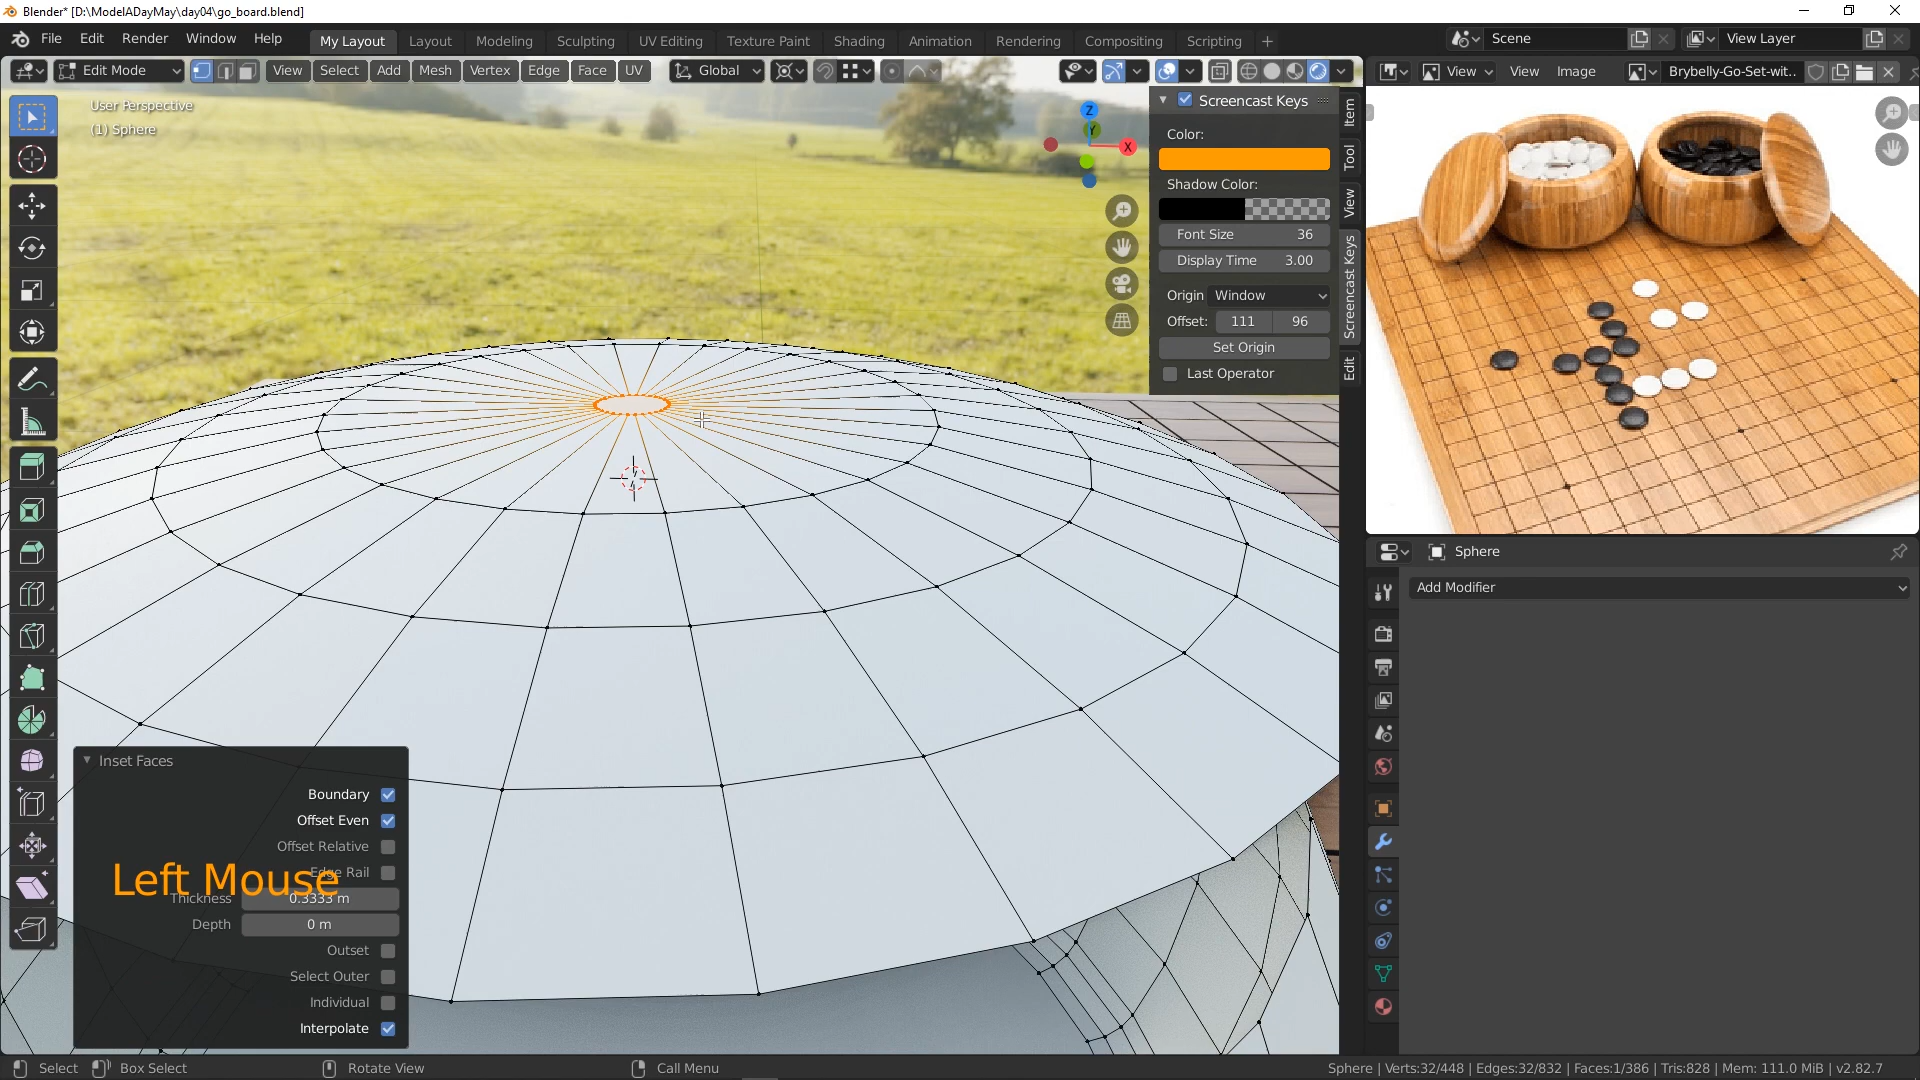 Blender* [D:\ModelADayMay\day04\go_board.blend]
File Edit Render Window Help
My Layout Layout Modeling Sculpting UV Editing Texture Paint Shading Animation Rendering Compositing Scripting +
Scene
View Layer
Edit Mode
View Select Add Mesh Vertex Edge Face UV
Global
View View Image
Brybelly-Go-Set-wit..
User Perspective
(1) Sphere
Z
Y
X
Screencast Keys
Color:
Shadow Color:
Font Size 36
Display Time 3.00
Origin Window
Offset: 111 96
Set Origin
Last Operator
Item
Tool
View
Screencast Keys
Edit
Sphere
Add Modifier
Inset Faces
Boundary
Offset Even
Offset Relative
Edge Rail
Left Mouse
Thickness 0.3333 m
Depth 0 m
Outset
Select Outer
Individual
Interpolate
Select Box Select Rotate View Call Menu
Sphere | Verts:32/448 | Edges:32/832 | Faces:1/386 | Tris:828 | Mem: 111.0 MiB | v2.82.7